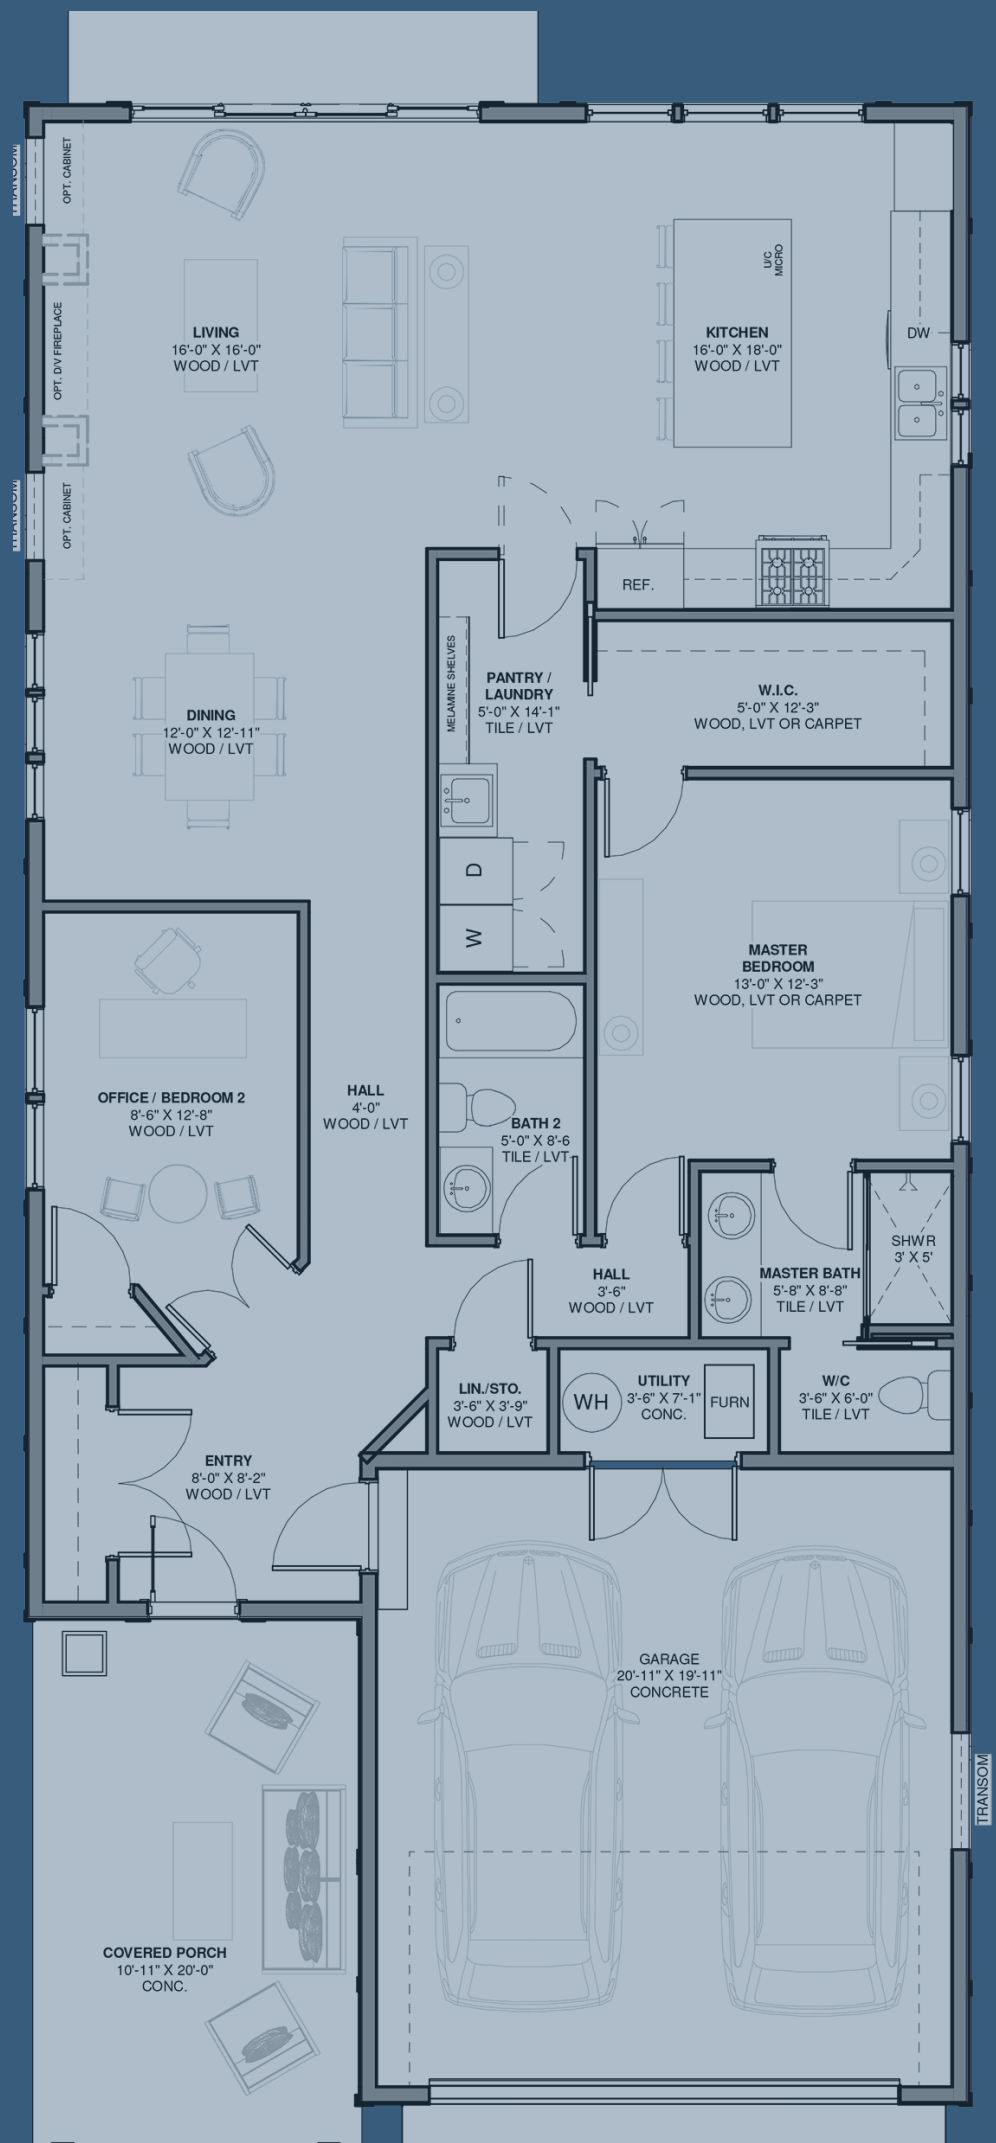 TRANSOM
OPT. CABINET
OPT. D/V FIREPLACE
TRANSOM
OPT. CABINET
LIVING
16'-0" X 16'-0"
WOOD / LVT
U/C
MICRO
KITCHEN
16'-0" X 18'-0"
WOOD / LVT
DW
REF.
MELAMINE SHELVES
PANTRY /
LAUNDRY
5'-0" X 14'-1"
TILE / LVT
W.I.C.
5'-0" X 12'-3"
WOOD, LVT OR CARPET
DINING
12'-0" X 12'-11"
WOOD / LVT
D
W
MASTER
BEDROOM
13'-0" X 12'-3"
WOOD, LVT OR CARPET
OFFICE / BEDROOM 2
8'-6" X 12'-8"
WOOD / LVT
HALL
4'-0"
WOOD / LVT
BATH 2
5'-0" X 8'-6
TILE / LVT
SHWR
3' X 5'
HALL
3'-6"
WOOD / LVT
MASTER BATH
5'-8" X 8'-8"
TILE / LVT
LIN./STO.
3'-6" X 3'-9"
WOOD / LVT
WH
UTILITY
3'-6" X 7'-1"
CONC.
FURN
W/C
3'-6" X 6'-0"
TILE / LVT
ENTRY
8'-0" X 8'-2"
WOOD / LVT
GARAGE
20'-11" X 19'-11"
CONCRETE
TRANSOM
COVERED PORCH
10'-11" X 20'-0"
CONC.